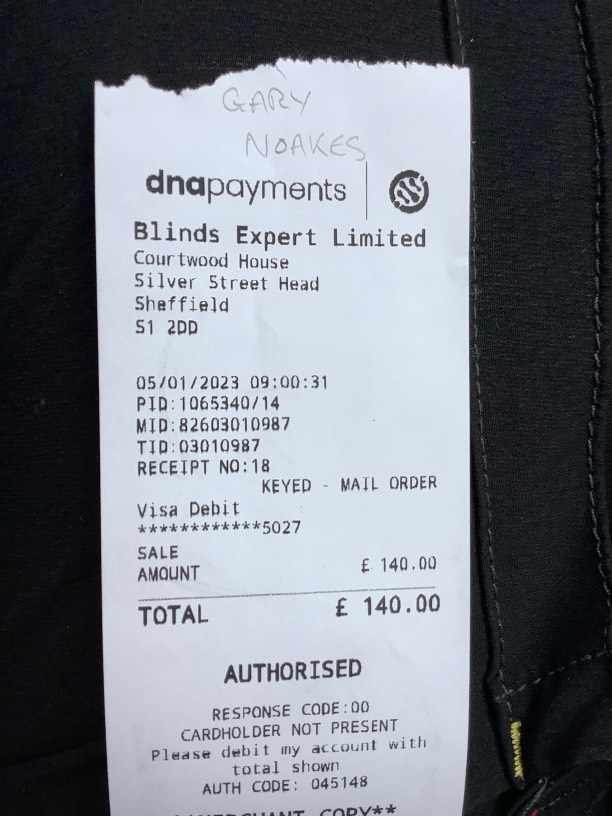 GARY
NOAKES
dnapayments
Blinds Expert Limited
Courtwood House
Silver Street Head
Sheffield
S1 2DD
05/01/2023 09:00:31
PID:1065340/14
MID:82603010987
TID:03010987
RECEIPT NO:18
KEYED - MAIL ORDER
Visa Debit
************5027
SALE
AMOUNT £ 140.00
TOTAL £ 140.00
AUTHORISED
RESPONSE CODE:00
CARDHOLDER NOT PRESENT
Please debit my account with
total shown
AUTH CODE: 045148
MERCHANT COPY**